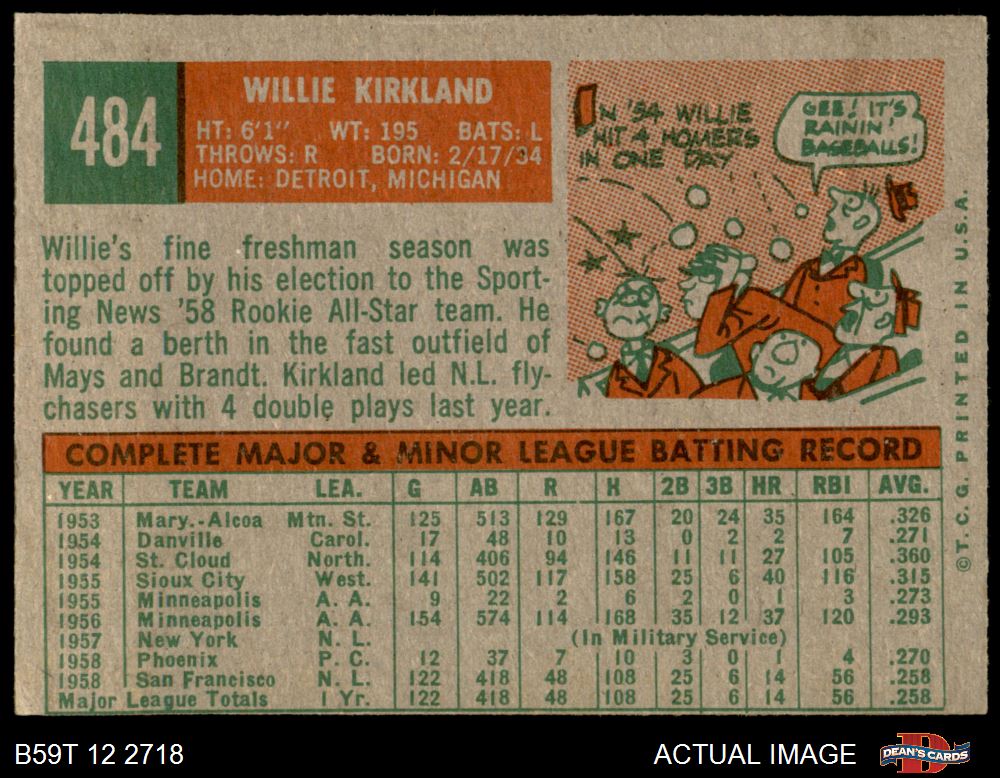 484
WILLIE KIRKLAND
HT: 6'1" WT: 195 BATS: L
THROWS: R BORN: 2/17/34
HOME: DETROIT, MICHIGAN
Willie's fine freshman season was
topped off by his election to the Sport-
ing News '58 Rookie All-Star team. He
found a berth in the fast outfield of
Mays and Brandt. Kirkland led N.L. fly-
chasers with 4 double plays last year.
IN '54 WILLIE
HIT 4 HOMERS
IN ONE DAY
GEE! IT'S
RAININ'
BASEBALLS!
COMPLETE MAJOR & MINOR LEAGUE BATTING RECORD
YEAR TEAM LEA. G AB R H 2B 3B HR RBI AVG.
1953 Mary.-Alcoa Mtn. St. 125 513 129 167 20 24 35 164 .326
1954 Danville Carol. 17 48 10 13 0 2 2 7 .271
1954 St. Cloud North. 114 406 94 146 11 11 27 105 .360
1955 Sioux City West. 141 502 117 158 25 6 40 116 .315
1955 Minneapolis A. A. 9 22 2 6 2 0 1 3 .273
1956 Minneapolis A. A. 154 574 114 168 35 12 37 120 .293
1957 New York N. L. (In Military Service)
1958 Phoenix P. C. 12 37 7 10 3 0 1 4 .270
1958 San Francisco N. L. 122 418 48 108 25 6 14 56 .258
Major League Totals 1 Yr. 122 418 48 108 25 6 14 56 .258
©T. C. G. PRINTED IN U.S.A.
B59T 12 2718
ACTUAL IMAGE
DEAN'S CARDS